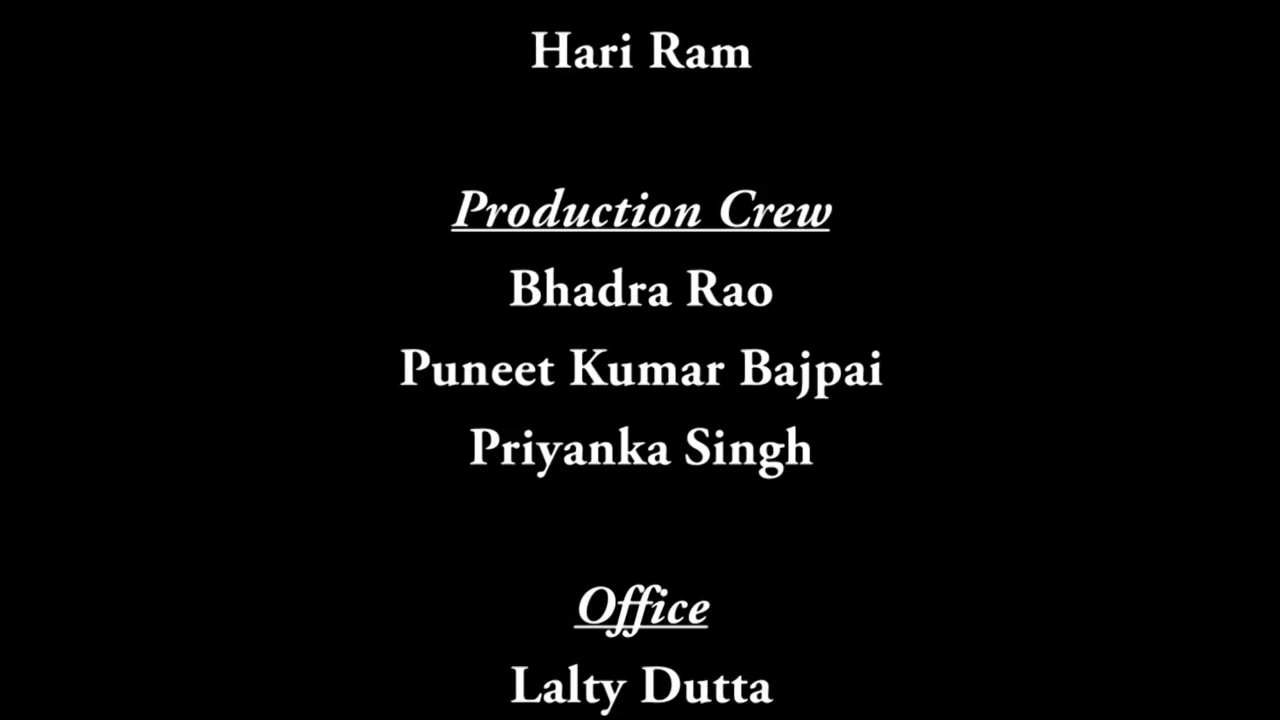 Hari Ram
Production Crew
Bhadra Rao
Puneet Kumar Bajpai
Priyanka Singh
Office
Lalty Dutta